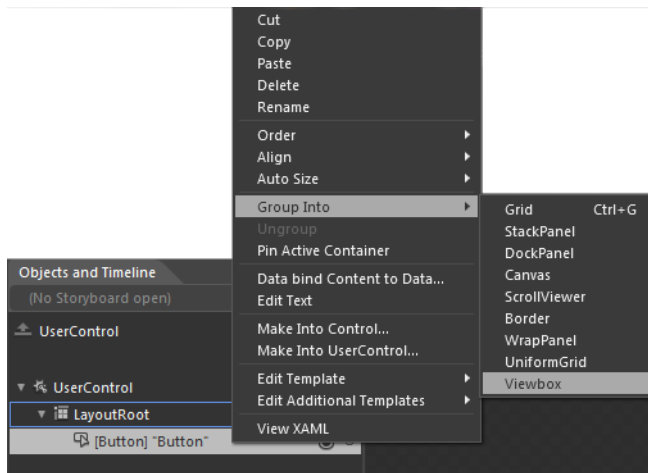 Cut
Copy
Paste
Delete
Rename
Order
Align
Auto Size
Group Into
Ungroup
Pin Active Container
Data bind Content to Data...
Edit Text
Make Into Control...
Make Into UserControl...
Edit Template
Edit Additional Templates
View XAML
Grid Ctrl+G
StackPanel
DockPanel
Canvas
ScrollViewer
Border
WrapPanel
UniformGrid
Viewbox
Objects and Timeline
(No Storyboard open)
UserControl
UserControl
LayoutRoot
[Button] "Button"